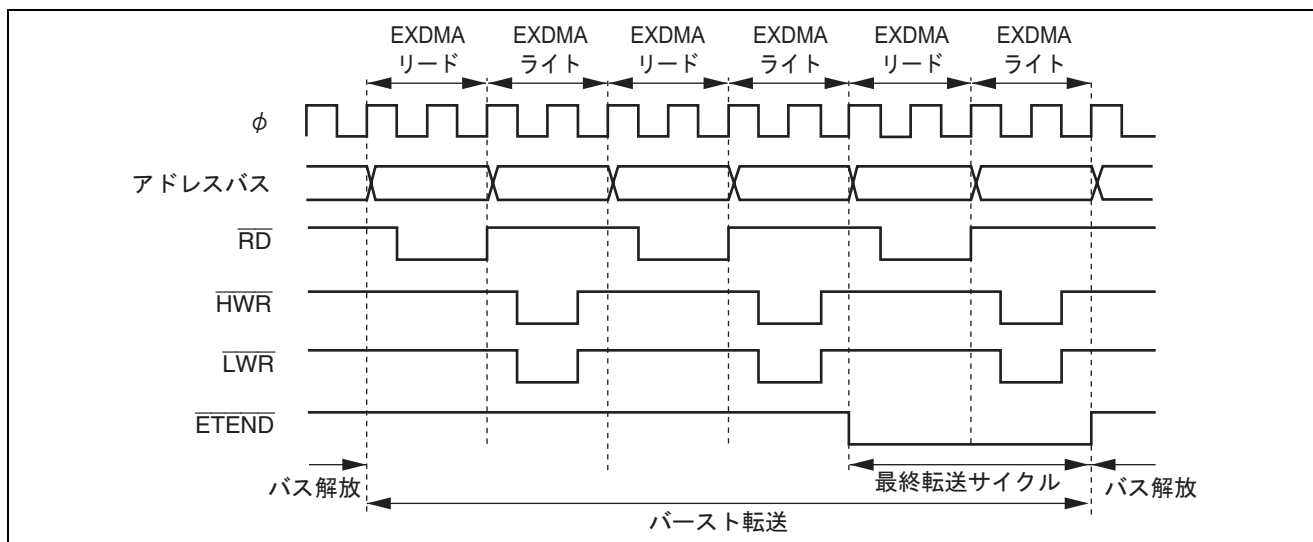 EXDMA EXDMA EXDMA EXDMA EXDMA EXDMA
リード ライト リード ライト リード ライト
φ
アドレスバス
RD
HWR
LWR
ETEND
バス解放 最終転送サイクル バス解放
バースト転送